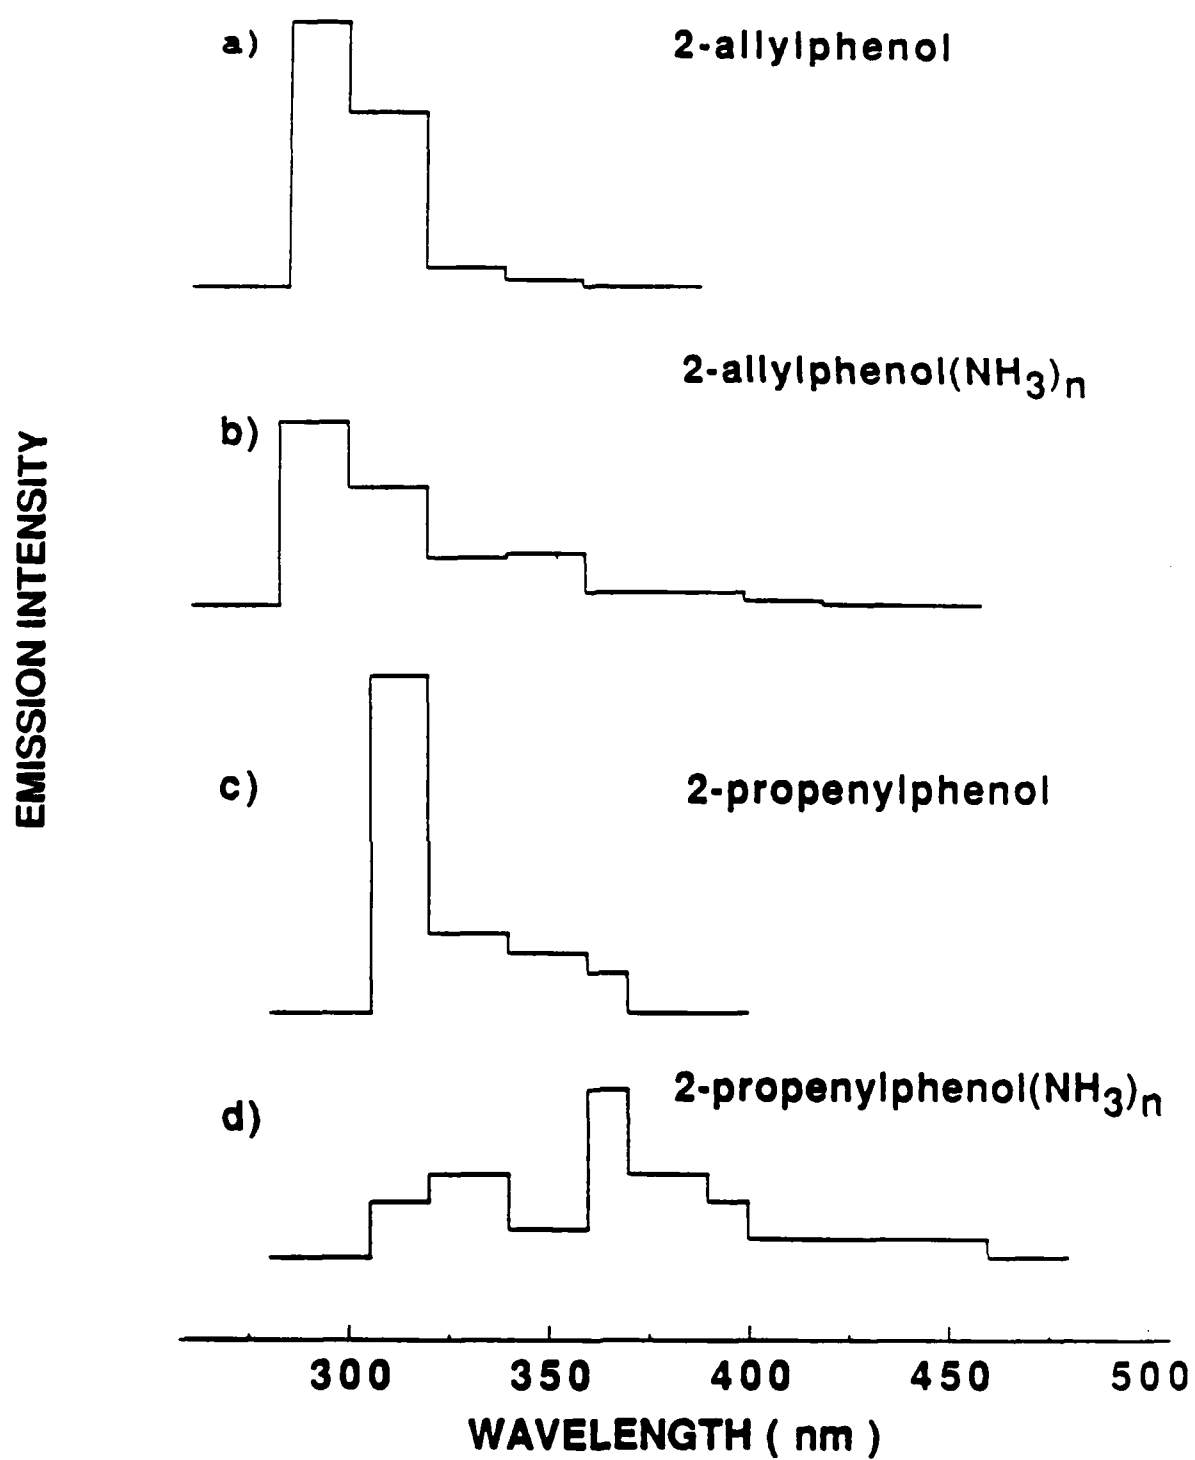 a)
2-allylphenol
2-allylphenol(NH3)n
b)
EMISSION INTENSITY
c)
2-propenylphenol
2-propenylphenol(NH3)n
d)
300 350 400 450 500
WAVELENGTH ( nm )